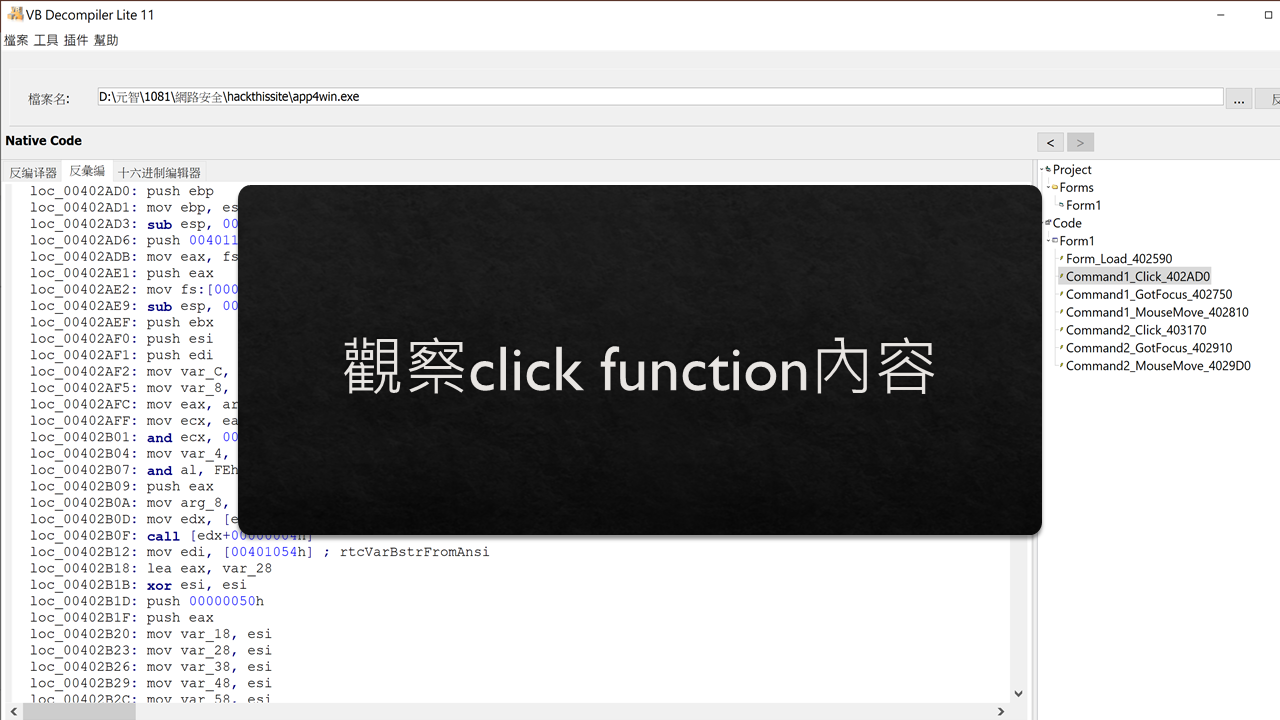 VB Decompiler Lite 11
檔案 工具 插件 幫助
檔案名: D:\元智\1081\網路安全\hackthissite\app4win.exe ...
Native Code < >
反编译器 反彙編 十六进制编辑器
loc_00402AD0: push ebp
loc_00402AD1: mov ebp, es
loc_00402AD3: sub esp, 00
loc_00402AD6: push 004011
loc_00402ADB: mov eax, fs
loc_00402AE1: push eax
loc_00402AE2: mov fs:[000
loc_00402AE9: sub esp, 00
loc_00402AEF: push ebx
loc_00402AF0: push esi
loc_00402AF1: push edi
loc_00402AF2: mov var_C,
loc_00402AF5: mov var_8,
loc_00402AFC: mov eax, ar
loc_00402AFF: mov ecx, ea
loc_00402B01: and ecx, 00
loc_00402B04: mov var_4,
loc_00402B07: and al, FEh
loc_00402B09: push eax
loc_00402B0A: mov arg_8,
loc_00402B0D: mov edx, [e
loc_00402B0F: call [edx+00000004h]
loc_00402B12: mov edi, [00401054h] ; rtcVarBstrFromAnsi
loc_00402B18: lea eax, var_28
loc_00402B1B: xor esi, esi
loc_00402B1D: push 00000050h
loc_00402B1F: push eax
loc_00402B20: mov var_18, esi
loc_00402B23: mov var_28, esi
loc_00402B26: mov var_38, esi
loc_00402B29: mov var_48, esi
loc_00402B2C: mov var_58, esi
觀察click function內容
Project
Forms
Form1
Code
Form1
Form_Load_402590
Command1_Click_402AD0
Command1_GotFocus_402750
Command1_MouseMove_402810
Command2_Click_403170
Command2_GotFocus_402910
Command2_MouseMove_4029D0